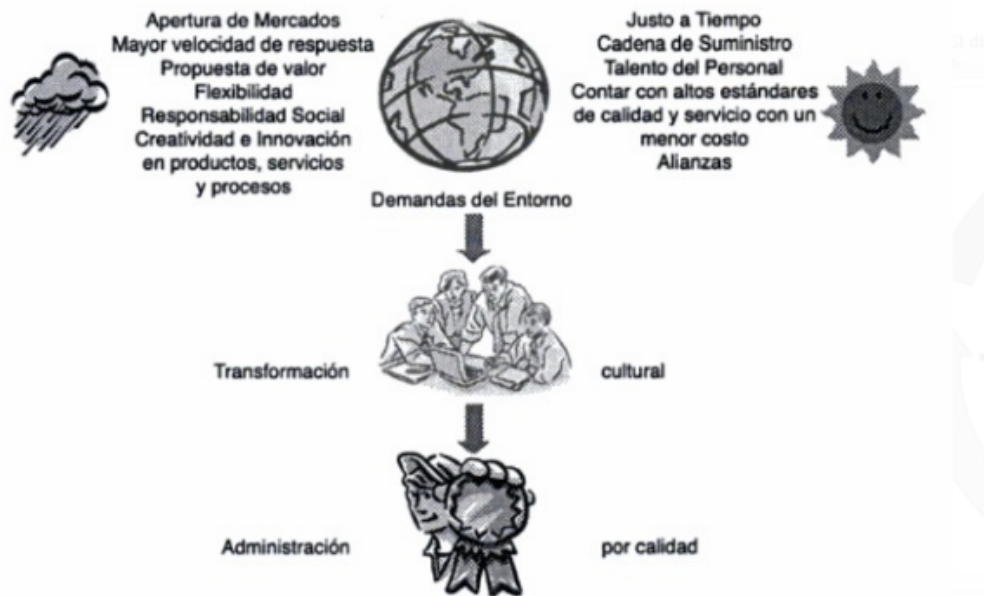 Apertura de Mercados
Mayor velocidad de respuesta
Propuesta de valor
Flexibilidad
Responsabilidad Social
Creatividad e Innovación
en productos, servicios
y procesos
Justo a Tiempo
Cadena de Suministro
Talento del Personal
Contar con altos estándares
de calidad y servicio con un
menor costo
Alianzas
Demandas del Entorno
Transformación cultural
Administración por calidad